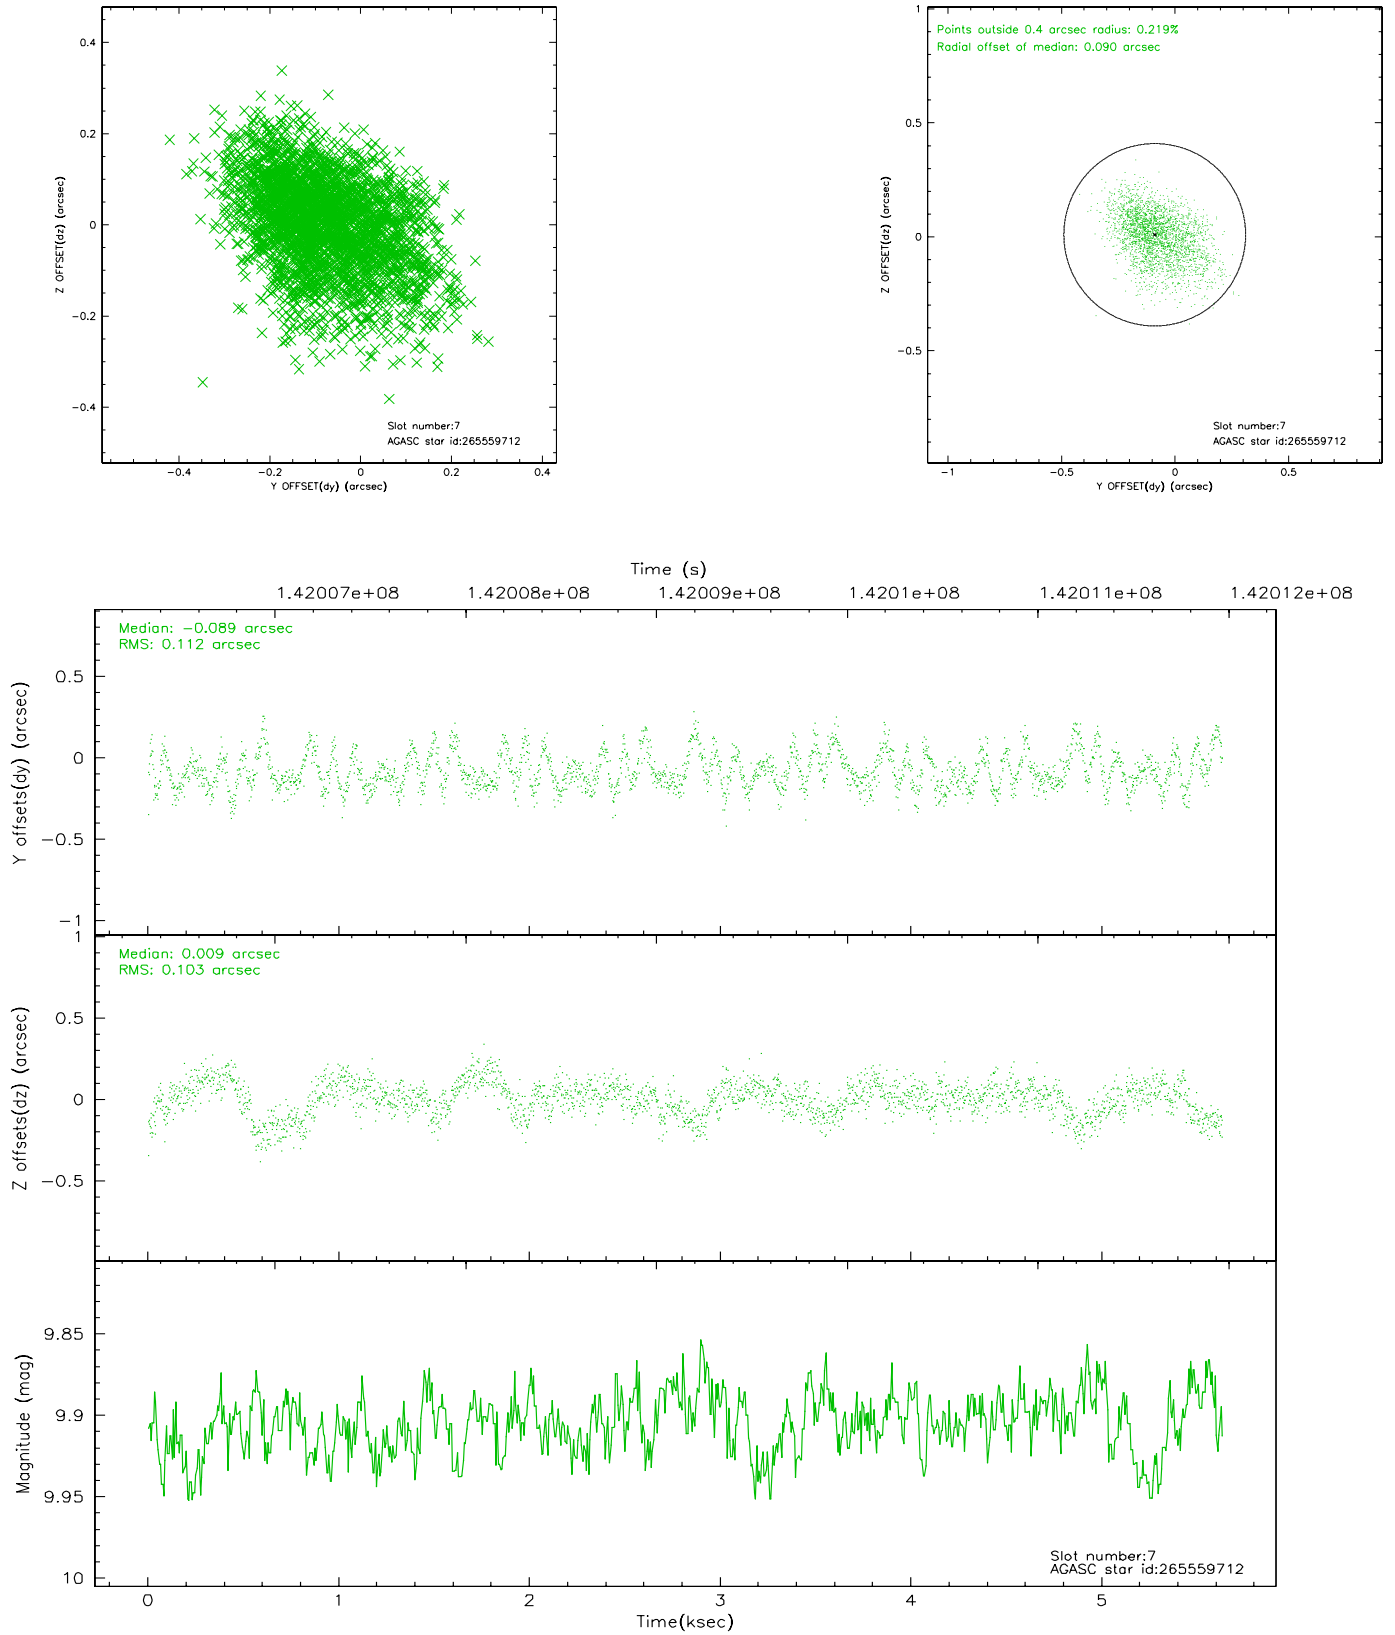 0.4
0.2
0
−0.2
−0.4
Z OFFSET(dz) (arcsec)
Slot number:7
AGASC star id:265559712
−0.4 −0.2 0 0.2 0.4
Y OFFSET(dy) (arcsec)
Points outside 0.4 arcsec radius: 0.219%
Radial offset of median: 0.090 arcsec
1
0.5
0
−0.5
Z OFFSET(dz) (arcsec)
Slot number:7
AGASC star id:265559712
−1 −0.5 0 0.5
Y OFFSET(dy) (arcsec)
Time (s)
1.42007e+08 1.42008e+08 1.42009e+08 1.4201e+08 1.42011e+08 1.42012e+08
Median: −0.089 arcsec
RMS: 0.112 arcsec
0.5
0
−0.5
−1
Y offsets(dy) (arcsec)
Median: 0.009 arcsec
RMS: 0.103 arcsec
1
0.5
0
−0.5
Z offsets(dz) (arcsec)
9.85
9.9
9.95
10
Magnitude (mag)
Slot number:7
AGASC star id:265559712
0 1 2 3 4 5
Time(ksec)